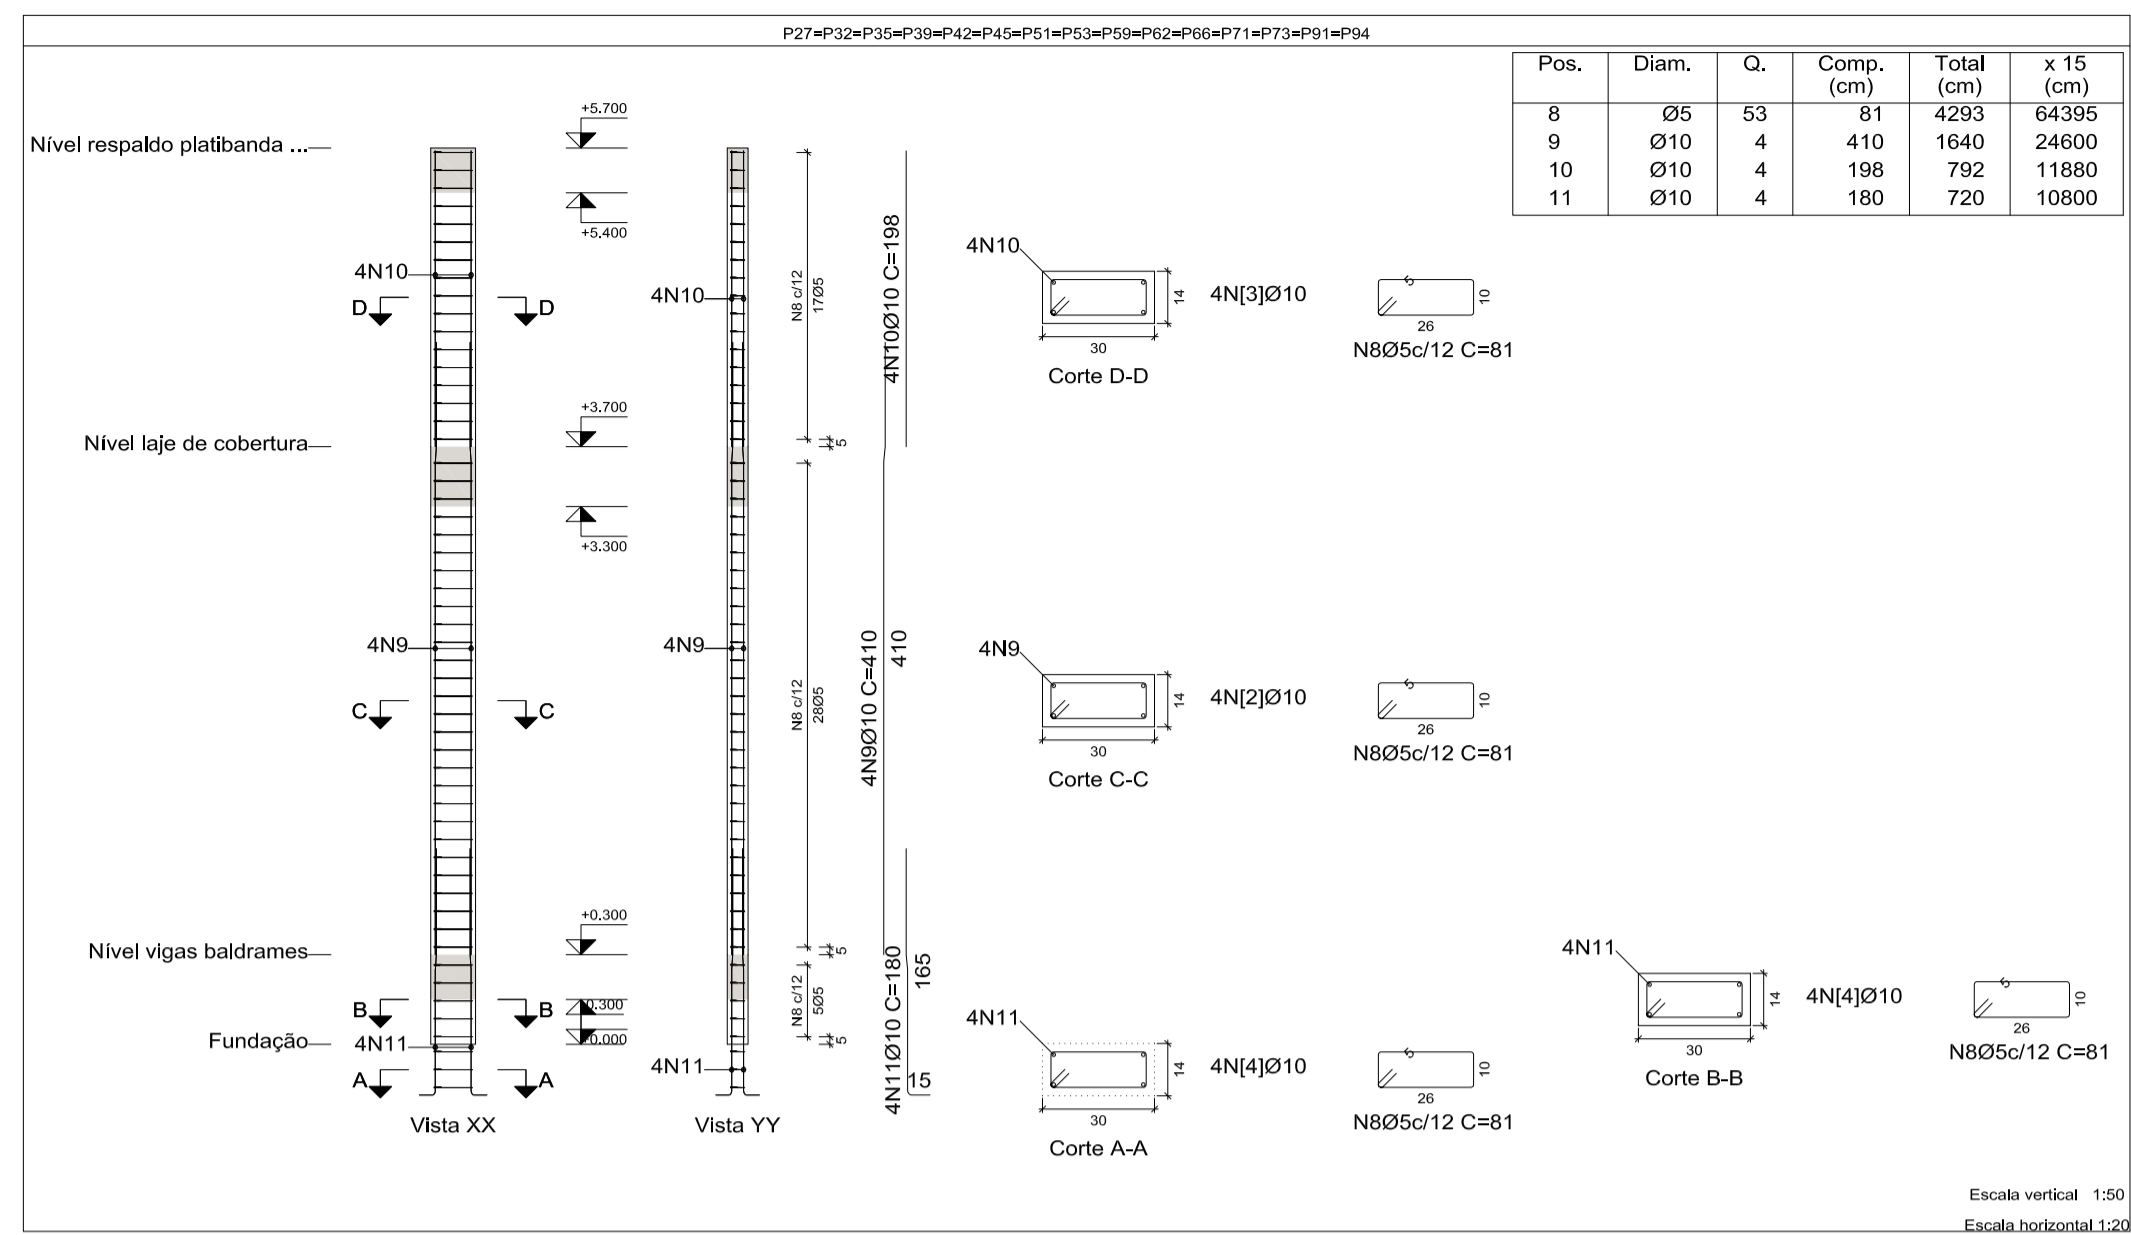 P27=P32=P35=P39=P42=P45=P51=P53=P59=P62=P66=P71=P73=P91=P94
Pos. Diam. Q. Comp. (cm) Total (cm) x 15 (cm)
8 Ø5 53 81 4293 64395
9 Ø10 4 410 1640 24600
10 Ø10 4 198 792 11880
11 Ø10 4 180 720 10800
Nível respaldo platibanda ...
Nível laje de cobertura
Nível vigas baldrames
Fundação
4N10
D D
4N9
C C
B B
4N11
A A
Vista XX
+5.700
+5.400
+3.700
+3.300
+0.300
+0.000
4N10
4N9
4N11
Vista YY
N8 c/12
17Ø5
5
N8 c/12
28Ø5
5
N8 c/12
5Ø5
5
4N10Ø10 C=198
4N9Ø10 C=410
410
4N11Ø10 C=180
165
15
4N10
14
30
4N[3]Ø10
Corte D-D
5
10
26
N8Ø5c/12 C=81
4N9
14
30
4N[2]Ø10
Corte C-C
5
10
26
N8Ø5c/12 C=81
4N11
14
30
4N[4]Ø10
Corte A-A
5
10
26
N8Ø5c/12 C=81
4N11
14
30
4N[4]Ø10
Corte B-B
5
10
26
N8Ø5c/12 C=81
Escala vertical 1:50
Escala horizontal 1:20